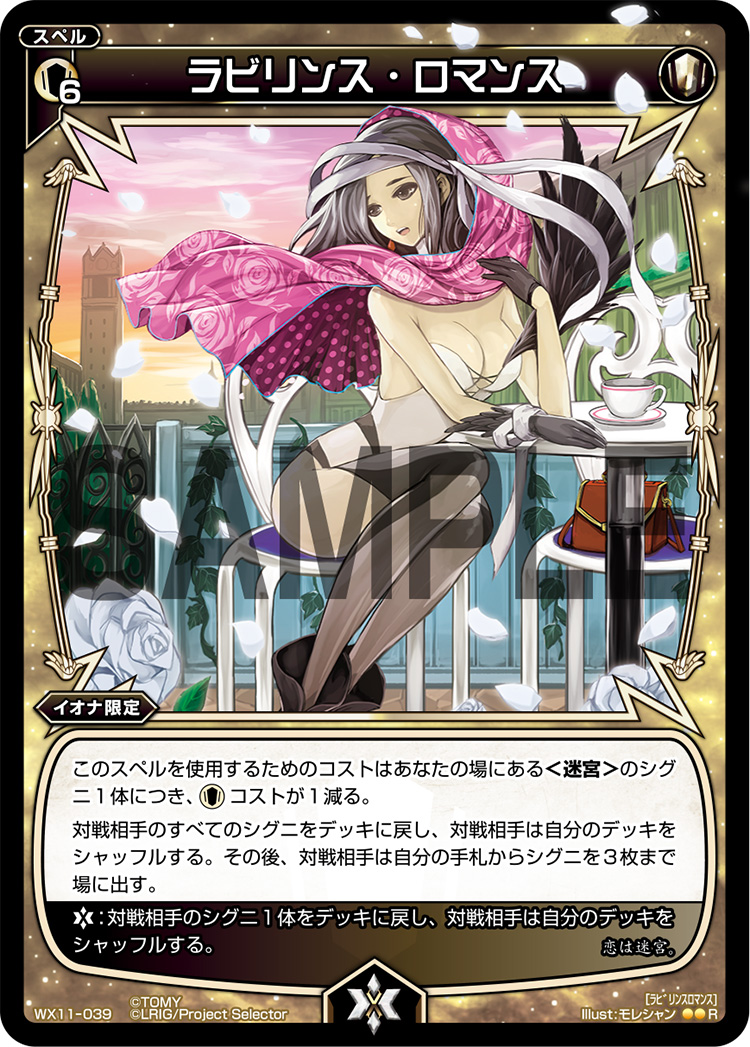 スペル
6
ラビリンス・ロマンス
SAMPLE
イオナ限定
このスペルを使用するためのコストはあなたの場にある<迷宮>のシグ
ニ1体につき、コストが1減る。
対戦相手のすべてのシグニをデッキに戻し、対戦相手は自分のデッキを
シャッフルする。その後、対戦相手は自分の手札からシグニを3枚まで
場に出す。
:対戦相手のシグニ1体をデッキに戻し、対戦相手は自分のデッキを
シャッフルする。
恋は迷宮。
©TOMY
[ラビリンスロマンス]
WX11-039 ©LRIG/Project Selector
Illust:モレシャン R